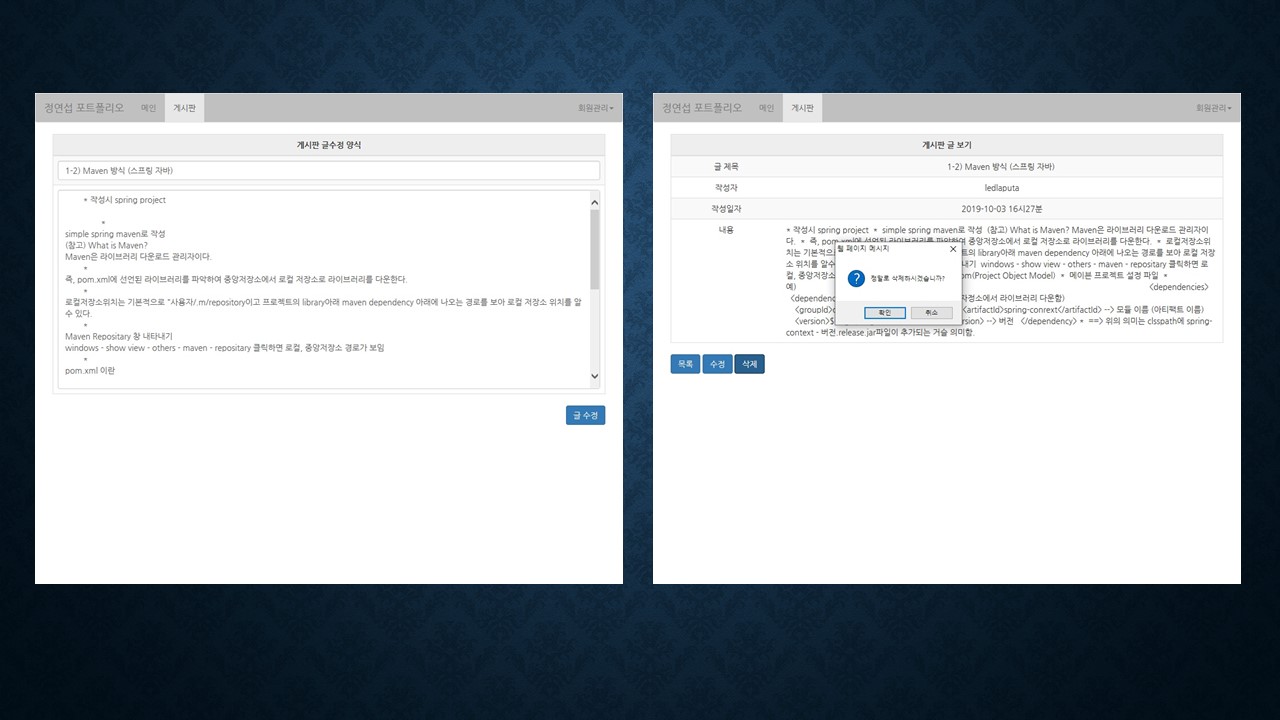 정연섭 포트폴리오 메인 게시판 회원관리
게시판 글수정 양식
1-2) Maven 방식 (스프링 자바)
* 작성시 spring project
*
simple spring maven로 작성
(참고) What is Maven?
Maven은 라이브러리 다운로드 관리자이다.
*
즉, pom.xml에 선언된 라이브러리를 파악하여 중앙저장소에서 로컬 저장소로 라이브러리를 다운한다.
*
로컬저장소위치는 기본적으로 "사용자/.m/repository이고 프로젝트의 library아래 maven dependency 아래에 나오는 경로를 보아 로컬 저장소 위치를 알
수 있다.
*
Maven Repositary 창 내타내기
windows - show view - others - maven - repositary 클릭하면 로컬, 중앙저장소 경로가 보임
*
pom.xml 이란
글 수정
정연섭 포트폴리오 메인 게시판 회원관리
게시판 글 보기
글 제목 1-2) Maven 방식 (스프링 자바)
작성자 ledlaputa
작성일자 2019-10-03 16시27분
내용 * 작성시 spring project * simple spring maven로 작성 (참고) What is Maven? Maven은 라이브러리 다운로드 관리자이
다. * 즉, pom.xml에 선언된 라이브러리를 파악하여 중앙저장소에서 로컬 저장소로 라이브러리를 다운한다. * 로컬저장소위
치는 기본적으 트의 library아래 maven dependency 아래에 나오는 경로를 보아 로컬 저장
소 위치를 알수 내기 windows - show view - others - maven - repositary 클릭하면 로
컬, 중앙저장소 om(Project Object Model) * 메이븐 프로젝트 설정 파일 *
예) <dependencies>
<dependenc 자정소에서 라이브러리 다운함)
<groupId>o <artifactId>spring-conrext</artifactId> --> 모듈 이름 (아티팩트 이름)
<version>$ ersion> --> 버전 </dependency> * ==> 위의 의미는 clsspath에 spring-
context - 버전.release.jar파일이 추가되는 거슬 의미함.
웹 페이지 메시지
정말로 삭제하시겠습니까?
확인 취소
목록 수정 삭제